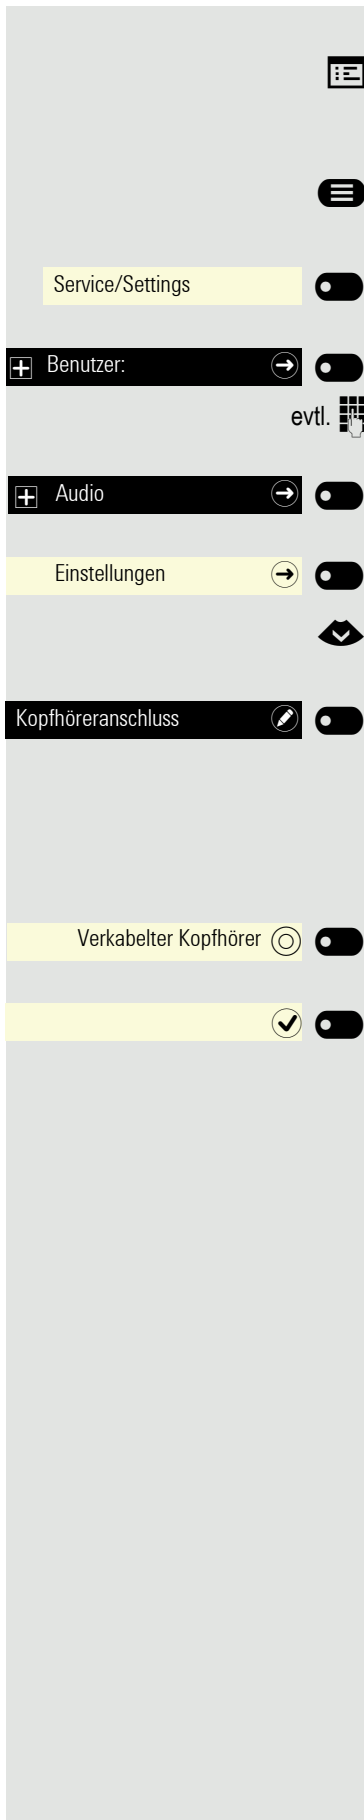 Service/Settings
Benutzer:
evtl.
Audio
Einstellungen
Kopfhöreranschluss
Verkabelter Kopfhörer